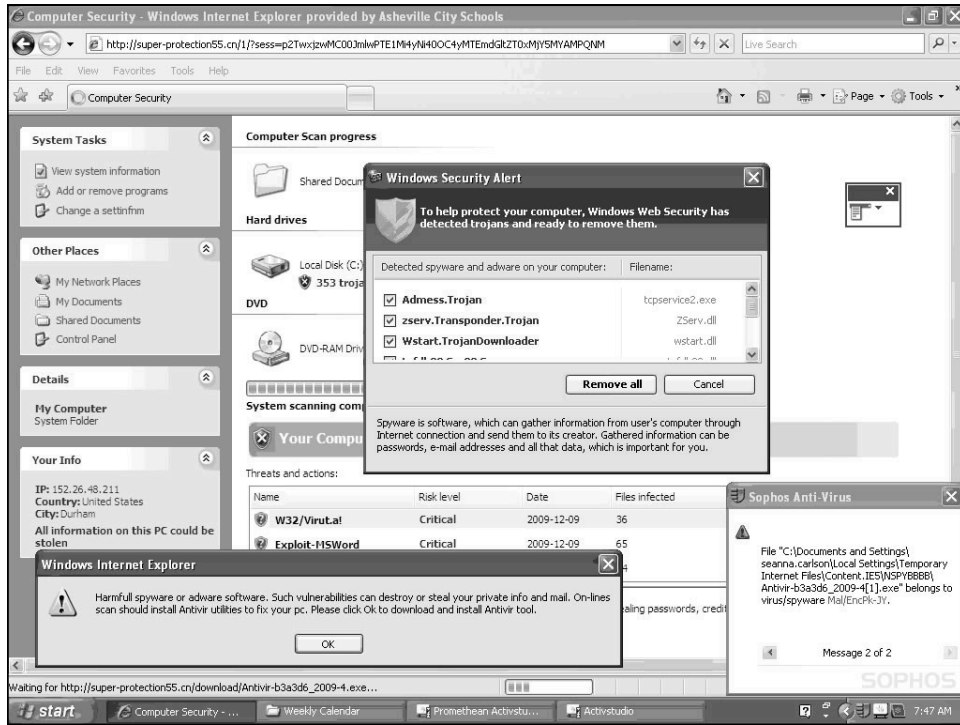 Computer Security - Windows Internet Explorer provided by Asheville City Schools
http://super-protection55.cn/1/?sess=
Live Search
File Edit View Favorites Tools Help
Computer Security
Page Tools
System Tasks
View system information
Add or remove programs
Change a settinfnm
Other Places
My Network Places
My Documents
Shared Documents
Control Panel
Details
My Computer
System Folder
Your Info
IP: 152.26.48.211
Country: United States
City: Durham
All information on this PC could be
stolen
Computer Scan progress
Shared Docum
Hard drives
Local Disk (C:)
353 troja
DVD
DVD-RAM Driv
System scanning com
Your Compu
Threats and actions:
Name Risk level Date Files infected
W32/Virut.a! Critical 2009-12-09 36
Exploit-MSWord Critical 2009-12-09 65
4
ealing passwords, credit
Windows Security Alert
To help protect your computer, Windows Web Security has
detected trojans and ready to remove them.
Detected spyware and adware on your computer: Filename:
Admess.Trojan tcpservice2.exe
zserv.Transponder.Trojan ZServ.dll
Wstart.TrojanDownloader wstart.dll
Remove all Cancel
Spyware is software, which can gather information from user's computer through
Internet connection and send them to its creator. Gathered information can be
passwords, e-mail addresses and all that data, which is important for you.
Windows Internet Explorer
Harmfull spyware or adware software. Such vulnerabilities can destroy or steal your private info and mail. On-lines
scan should install Antivir utilities to fix your pc. Please click Ok to download and install Antivir tool.
OK
Sophos Anti-Virus
File "C:\Documents and Settings\
seanna.carlson\Local Settings\Temporary
Internet Files\Content.IE5\NSPYBBBB\
Antivir-b3a3d6_2009-4[1].exe" belongs to
virus/spyware Mal/EncPk-JY.
Message 2 of 2
SOPHOS
Waiting for http://super-protection55.cn/download/Antivir-b3a3d6_2009-4.exe...
start Computer Security - ... Weekly Calendar Promethean Activstu... Activstudio 7:47 AM